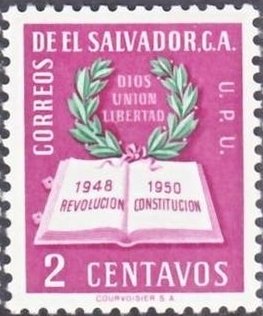 CORREOS
DE EL SALVADOR, C.A.
U.P.U.
DIOS
UNION
LIBERTAD
1948 1950
REVOLUCION CONSTITUCION
2 CENTAVOS
COURVOISIER S.A.